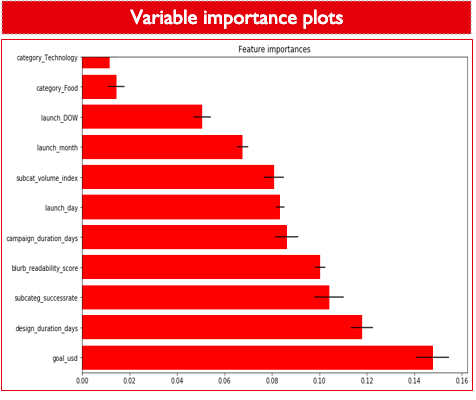 Variable importance plots
Feature importances
category_Technology
category_Food
launch_DOW
launch_month
subcat_volume_index
launch_day
campaign_duration_days
blurb_readability_score
subcateg_successrate
design_duration_days
goal_usd
0.00 0.02 0.04 0.06 0.08 0.10 0.12 0.14 0.16